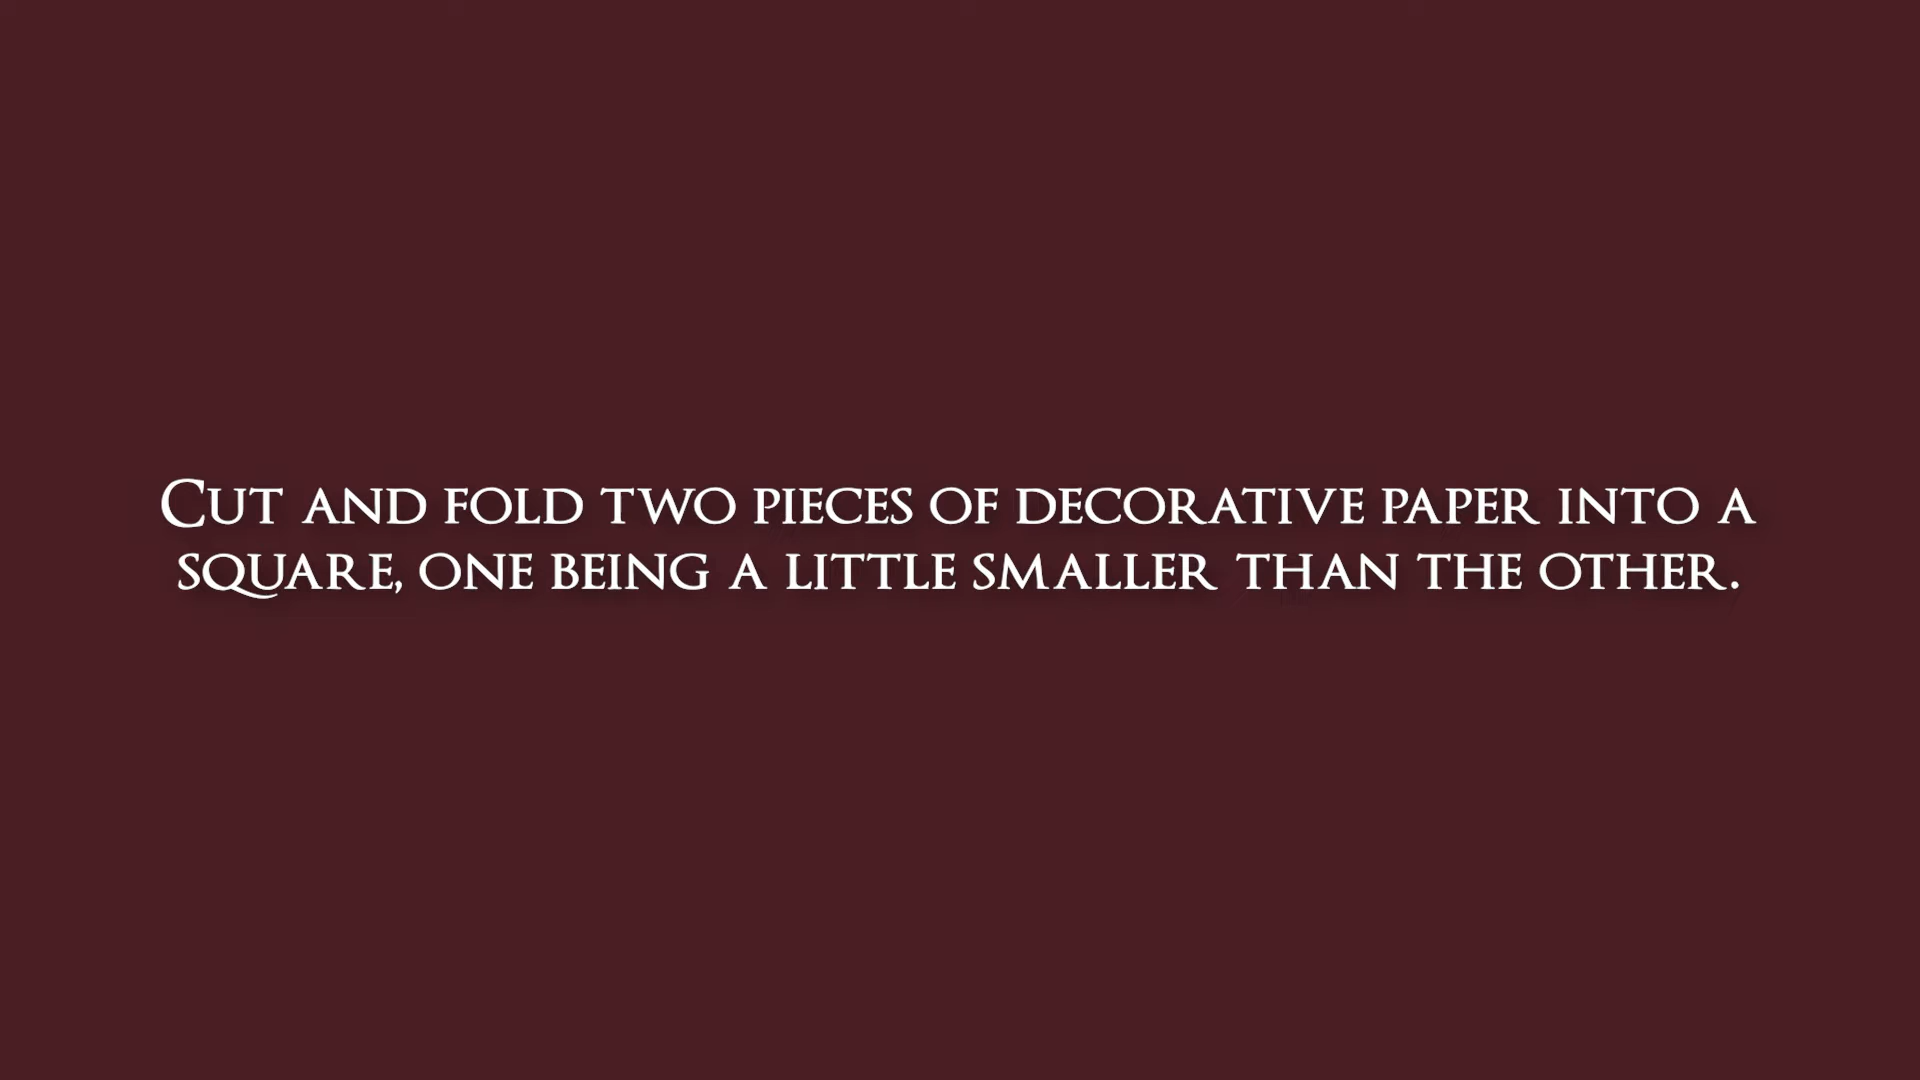 Cut and fold two pieces of decorative paper into a
square, one being a little smaller than the other.